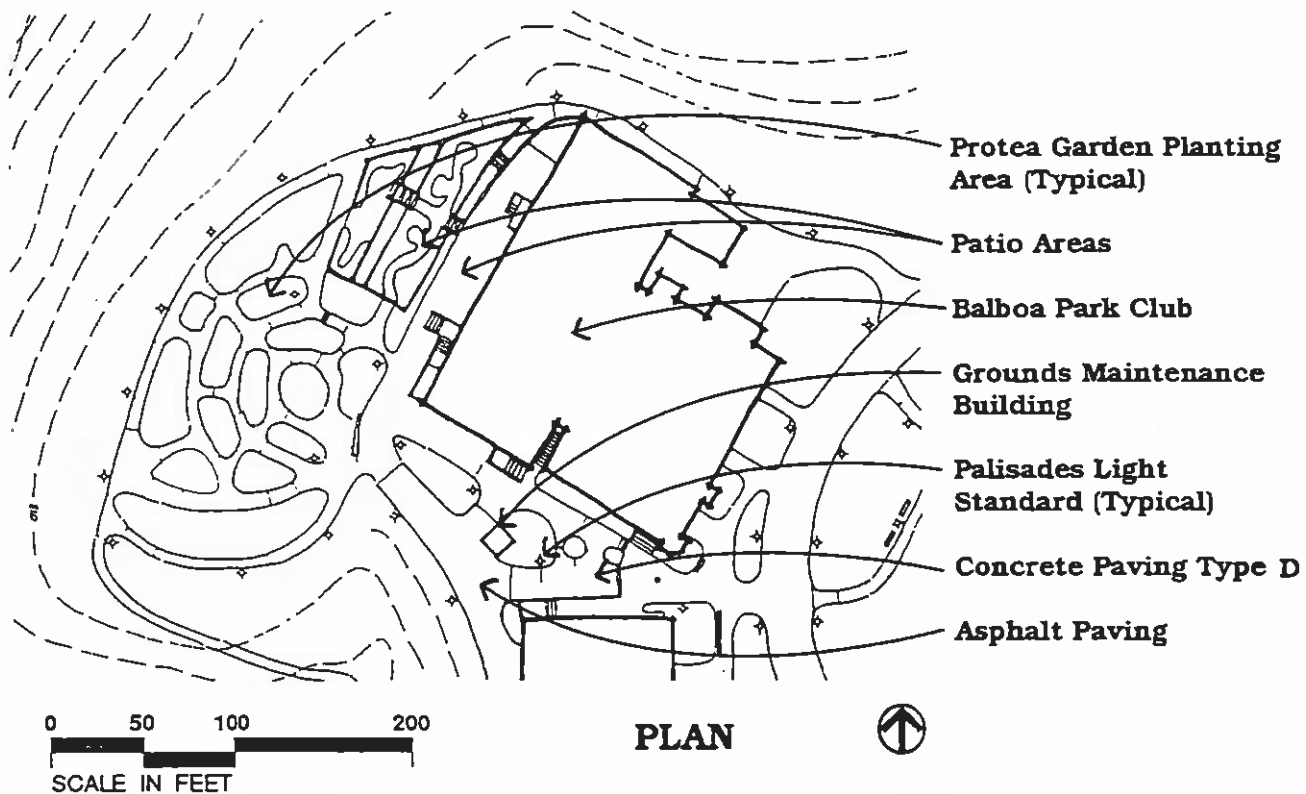 Protea Garden Planting
Area (Typical)
Patio Areas
Balboa Park Club
Grounds Maintenance
Building
Palisades Light
Standard (Typical)
Concrete Paving Type D
Asphalt Paving
0 50 100 200
SCALE IN FEET
PLAN